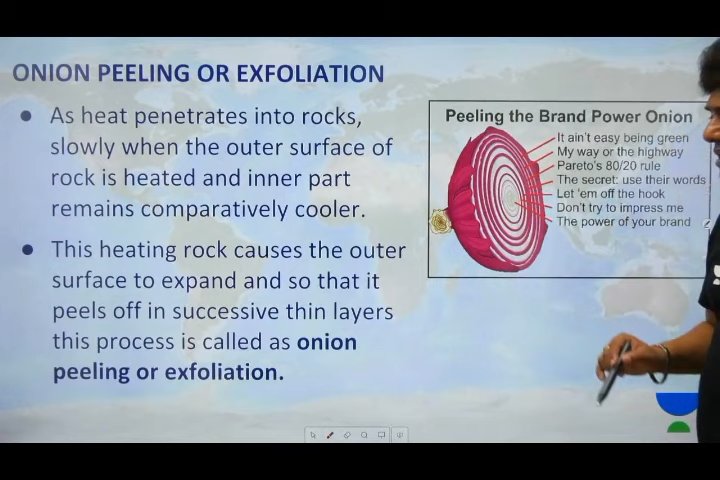 ONION PEELING OR EXFOLIATION
● As heat penetrates into rocks,
slowly when the outer surface of
rock is heated and inner part
remains comparatively cooler.
● This heating rock causes the outer
surface to expand and so that it
peels off in successive thin layers
this process is called as onion
peeling or exfoliation.
Peeling the Brand Power Onion
It ain't easy being green
My way or the highway
Pareto's 80/20 rule
The secret: use their words
Let 'em off the hook
Don't try to impress me
The power of your brand